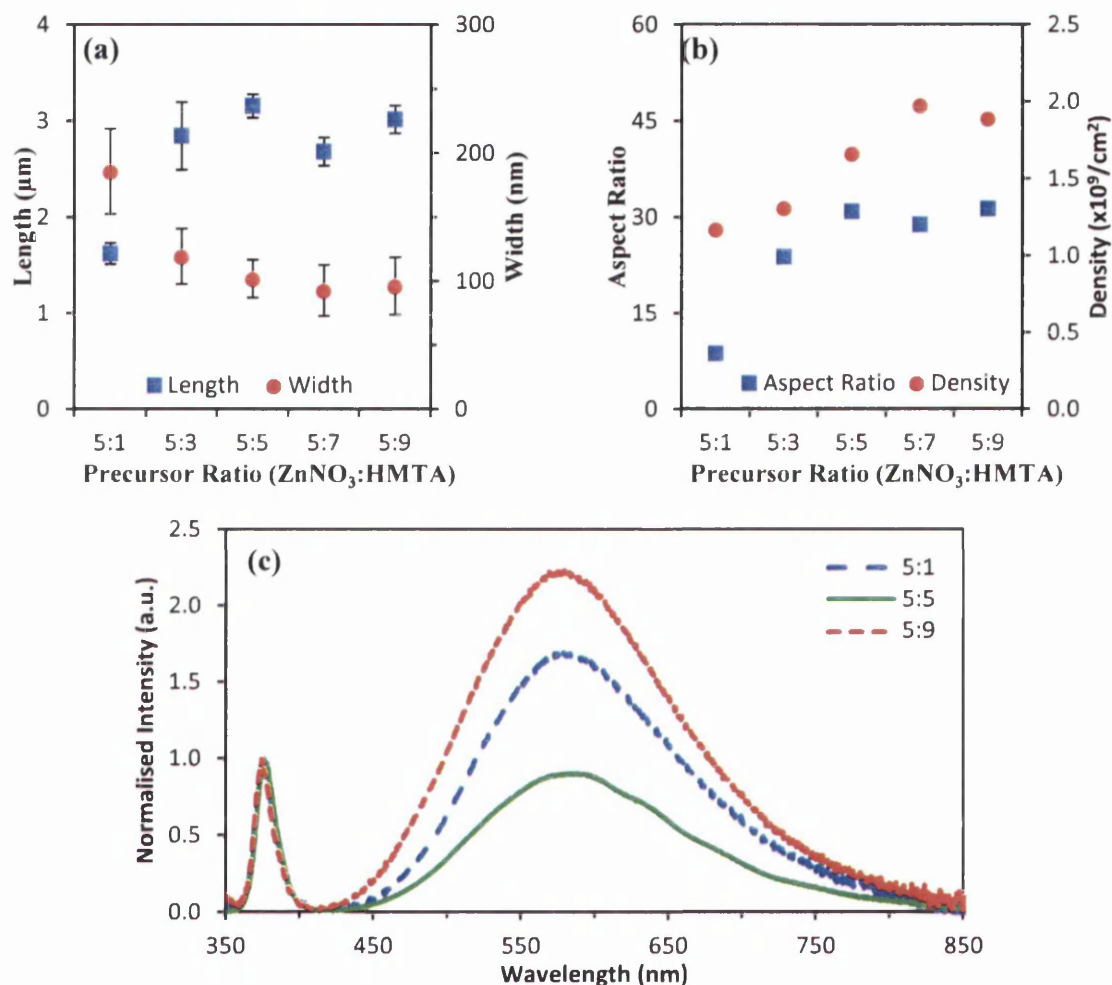 (a)
4
3
2
1
0
Length (µm)
300
200
100
0
Width (nm)
Length
Width
5:1 5:3 5:5 5:7 5:9
Precursor Ratio (ZnNO₃:HMTA)
(b)
60
45
30
15
0
Aspect Ratio
2.5
2.0
1.5
1.0
0.5
0.0
Density (x10⁹/cm²)
Aspect Ratio
Density
5:1 5:3 5:5 5:7 5:9
Precursor Ratio (ZnNO₃:HMTA)
(c)
2.5
2.0
1.5
1.0
0.5
0.0
Normalised Intensity (a.u.)
5:1
5:5
5:9
350 450 550 650 750 850
Wavelength (nm)